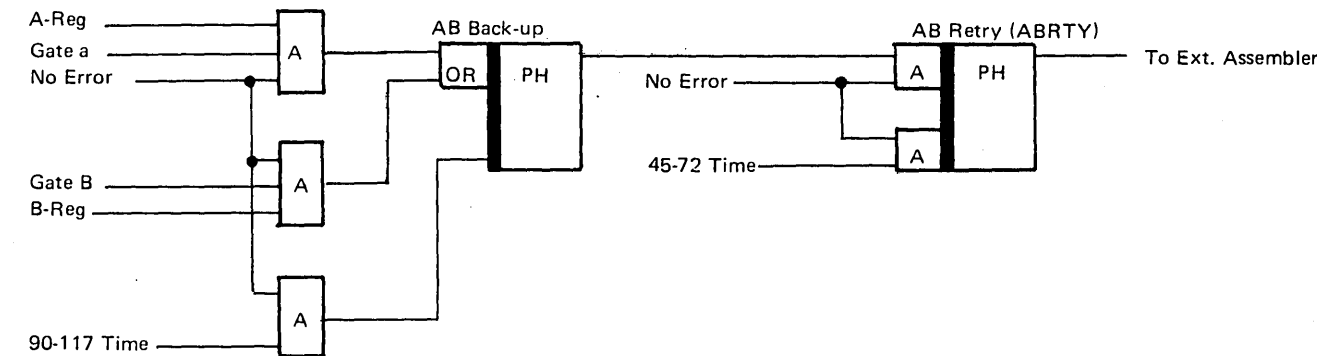 A-Reg
Gate a
No Error
A
AB Back-up
OR
PH
No Error
AB Retry (ABRTY)
A
PH
To Ext. Assembler
A
45-72 Time
Gate B
B-Reg
A
A
90-117 Time